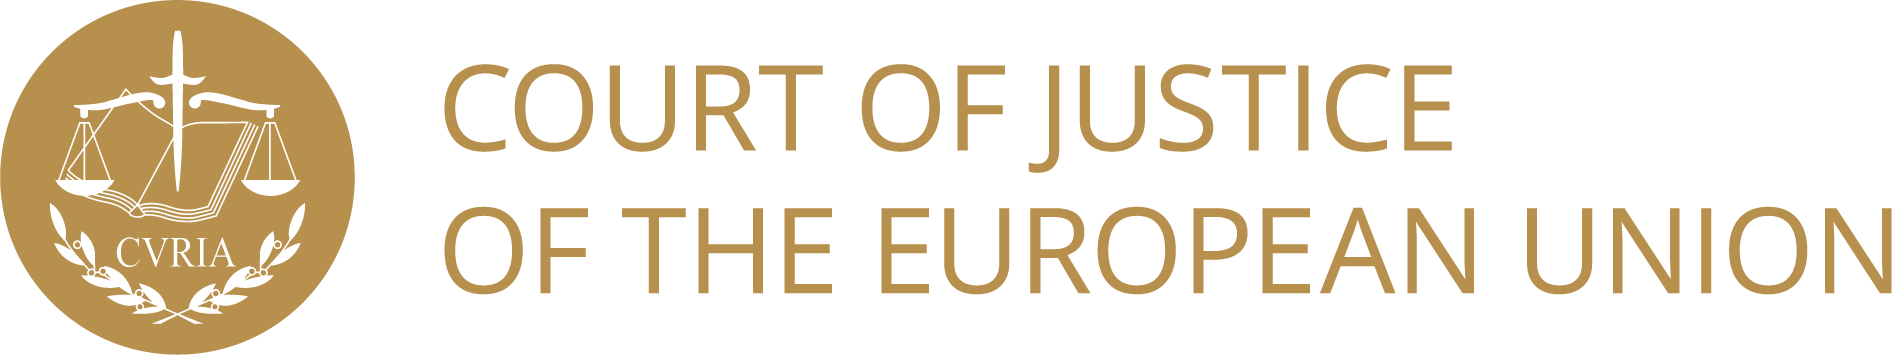 CVRIA
COURT OF JUSTICE
OF THE EUROPEAN UNION